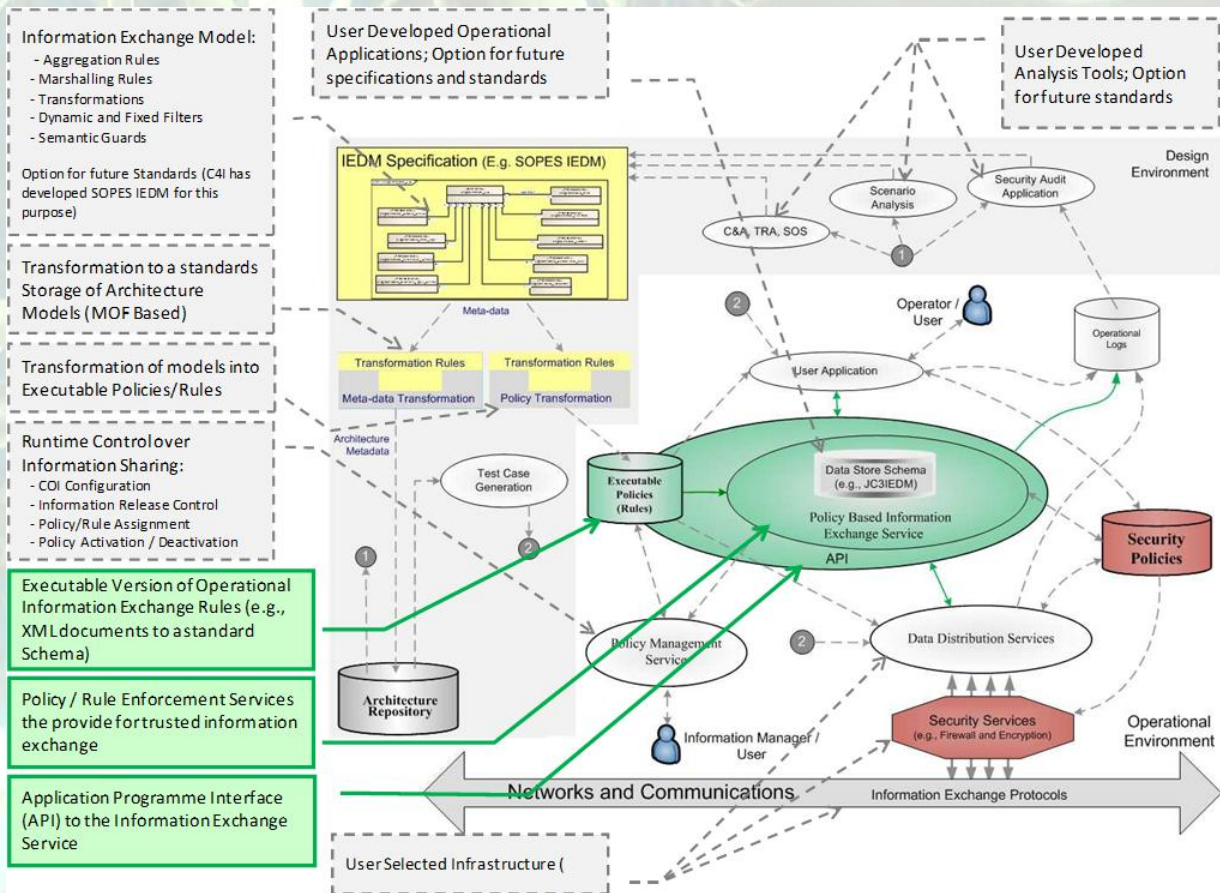 Information Exchange Model:
- Aggregation Rules
- Marshalling Rules
- Transformations
- Dynamic and Fixed Filters
- Semantic Guards
Option for future Standards (C4I has
developed SOPES IEDM for this
purpose)
Transformation to a standards
Storage of Architecture
Models (MOF Based)
Transformation of models into
Executable Policies/Rules
Runtime Control over
Information Sharing:
- COI Configuration
- Information Release Control
- Policy/Rule Assignment
- Policy Activation / Deactivation
Executable Version of Operational
Information Exchange Rules (e.g.,
XML documents to a standard
Schema)
Policy / Rule Enforcement Services
the provide for trusted information
exchange
Application Programme Interface
(API) to the Information Exchange
Service
User Developed Operational
Applications; Option for future
specifications and standards
User Developed
Analysis Tools; Option
for future standards
Design
Environment
IEDM Specification (E.g. SOPES IEDM)
Scenario
Analysis
Security Audit
Application
C&A, TRA, SOS
1
Meta-data
2
Operator /
User
Operational
Logs
Transformation Rules
Meta-data Transformation
Transformation Rules
Policy Transformation
User Application
Architecture
Metadata
Test Case
Generation
2
1
Executable
Policies
(Rules)
Data Store Schema
(e.g., JC3IEDM)
Policy Based Information
Exchange Service
API
Security
Policies
Policy Management
Service
2
Data Distribution Services
Architecture
Repository
Information Manager /
User
Security Services
(e.g., Firewall and Encryption)
Operational
Environment
Networks and Communications
Information Exchange Protocols
User Selected Infrastructure (